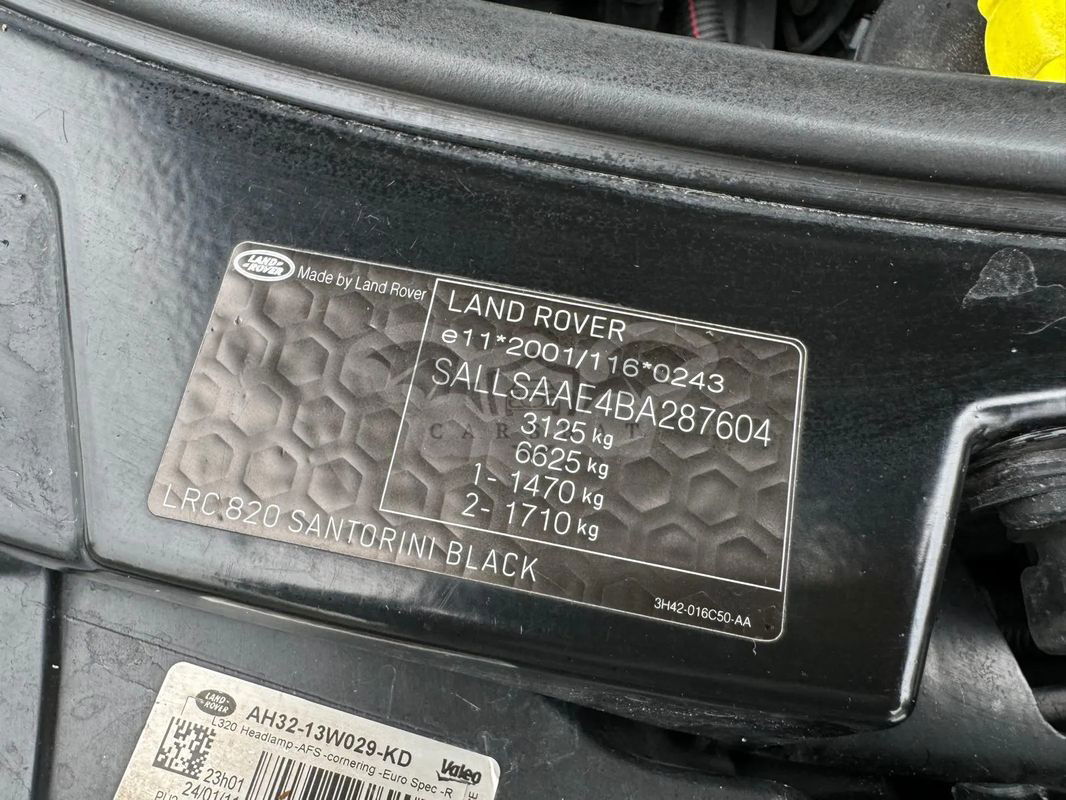 LAND ROVER
Made by Land Rover
LAND ROVER
e11*2001/116*0243
SALLSAAE4BA287604
3125 kg
6625 kg
1- 1470 kg
2- 1710 kg
LRC 820 SANTORINI BLACK
3H42-016C50-AA
LAND ROVER
AH32-13W029-KD
L320 Headlamp -AFS -cornering -Euro Spec -R
Valeo
23h01